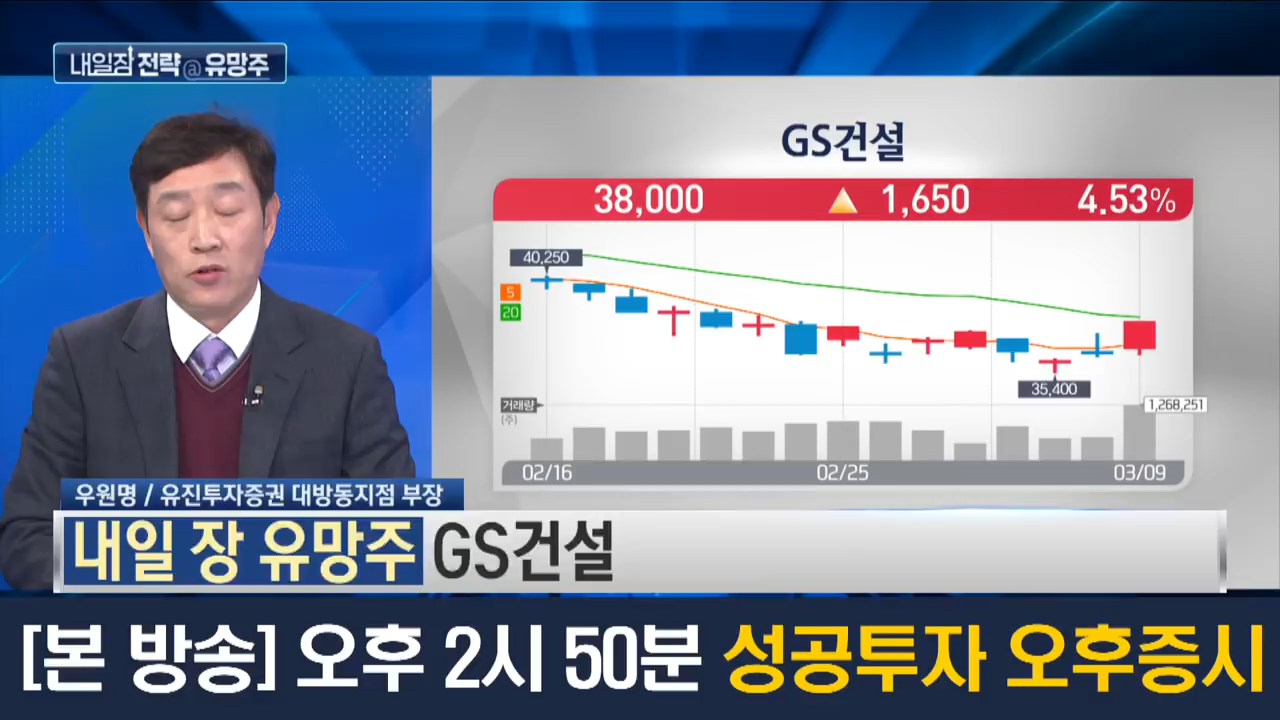 내일장 전략@유망주
GS건설
38,000 ▲ 1,650 4.53%
40,250
5
20
35,400
거래량
(주)
1,268,251
02/16 02/25 03/09
우원명 / 유진투자증권 대방동지점 부장
내일 장 유망주 GS건설
[본 방송] 오후 2시 50분 성공투자 오후증시